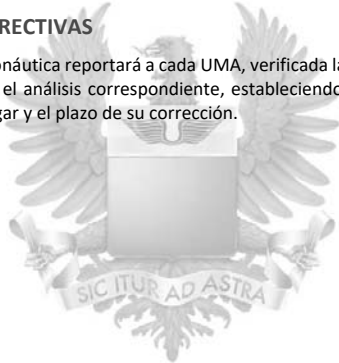 RECTIVAS
onáutica reportará a cada UMA, verificada l
el análisis correspondiente, estableciendo
gar y el plazo de su corrección.
SIC ITUR AD ASTRA